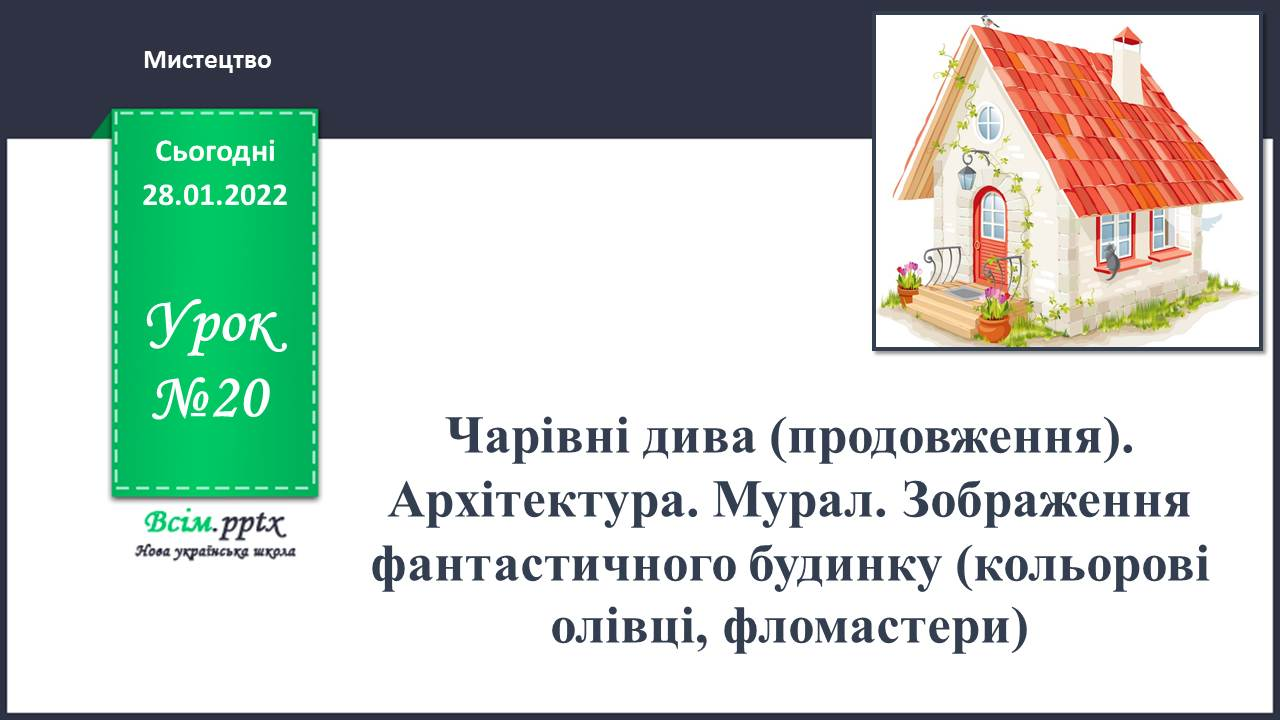 Мистецтво
Сьогодні
28.01.2022
Урок
№20
Всім.pptx
Нова українська школа
Чарівні дива (продовження).
Архітектура. Мурал. Зображення
фантастичного будинку (кольорові
олівці, фломастери)